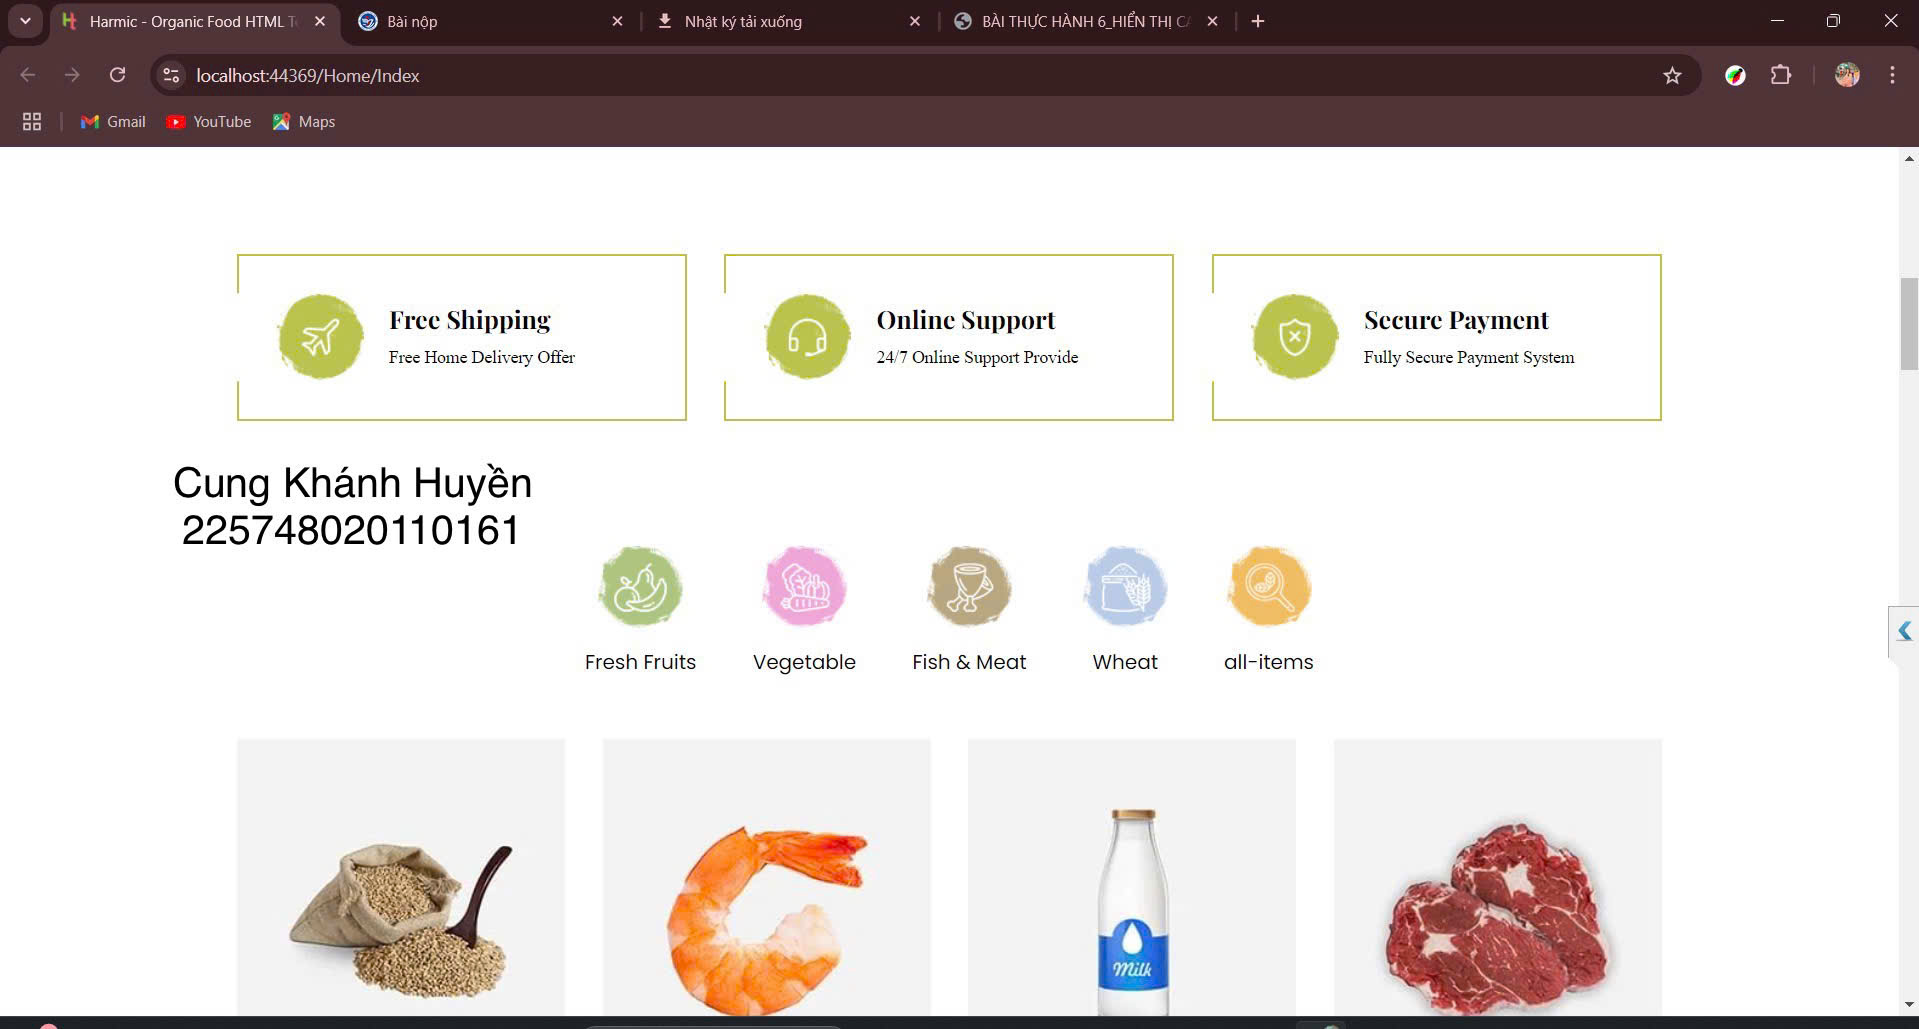 Harmic - Organic Food HTML T
Bài nộp
Nhật ký tải xuống
BÀI THỰC HÀNH 6_HIỂN THỊ CA
localhost:44369/Home/Index
Gmail
YouTube
Maps
Free Shipping
Free Home Delivery Offer
Online Support
24/7 Online Support Provide
Secure Payment
Fully Secure Payment System
Cung Khánh Huyền
225748020110161
Fresh Fruits
Vegetable
Fish & Meat
Wheat
all-items
Milk